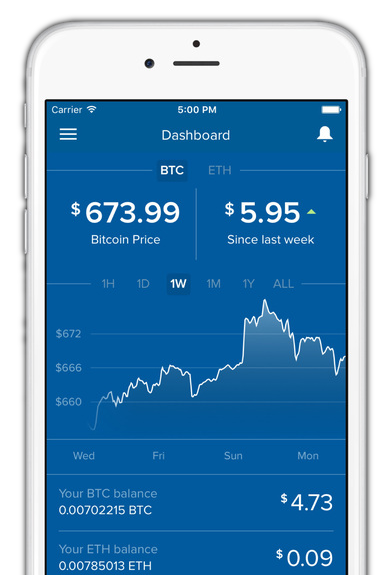 Carrier 5:00 PM
Dashboard
BTC ETH
$673.99 $5.95
Bitcoin Price Since last week
1H 1D 1W 1M 1Y ALL
$672
$666
$660
Wed Fri Sun Mon
Your BTC balance
0.00702215 BTC
$4.73
Your ETH balance
0.00785013 ETH
$0.09